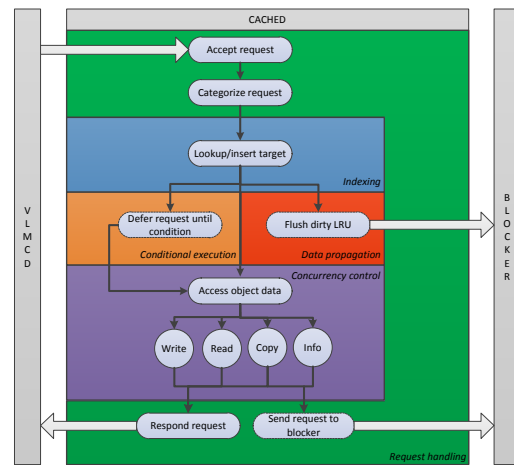 CACHED
Accept request
Categorize request
Lookup/insert target
Indexing
V
L
M
C
D
B
L
O
C
K
E
R
Defer request until
condition
Flush dirty LRU
Conditional execution
Data propagation
Concurrency control
Access object data
Write
Read
Copy
Info
Respond request
Send request to
blocker
Request handling